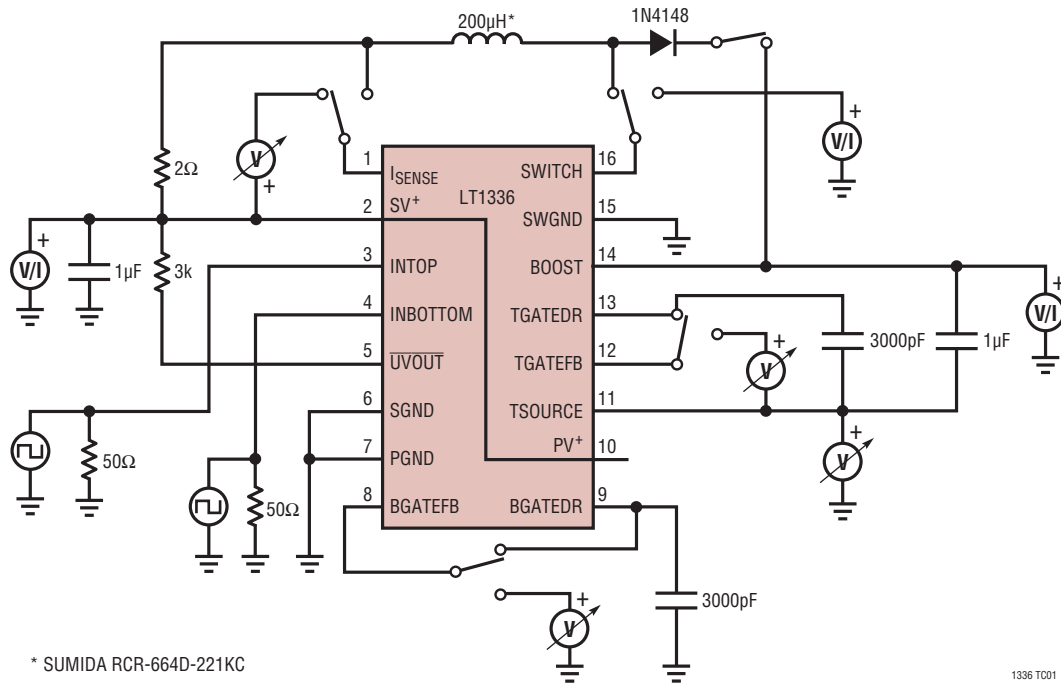 200µH*
1N4148
+
V
+
2Ω
+
V/I
1
ISENSE
LT1336
SWITCH
16
2
SV+
SWGND
15
+
V/I
1µF
3k
3
INTOP
BOOST
14
+
V/I
4
INBOTTOM
TGATEDR
13
3000pF
1µF
5
UVOUT
TGATEFB
12
+
V
6
SGND
TSOURCE
11
7
PGND
PV+
10
+
V
50Ω
50Ω
8
BGATEFB
BGATEDR
9
+
V
3000pF
* SUMIDA RCR-664D-221KC
1336 TC01